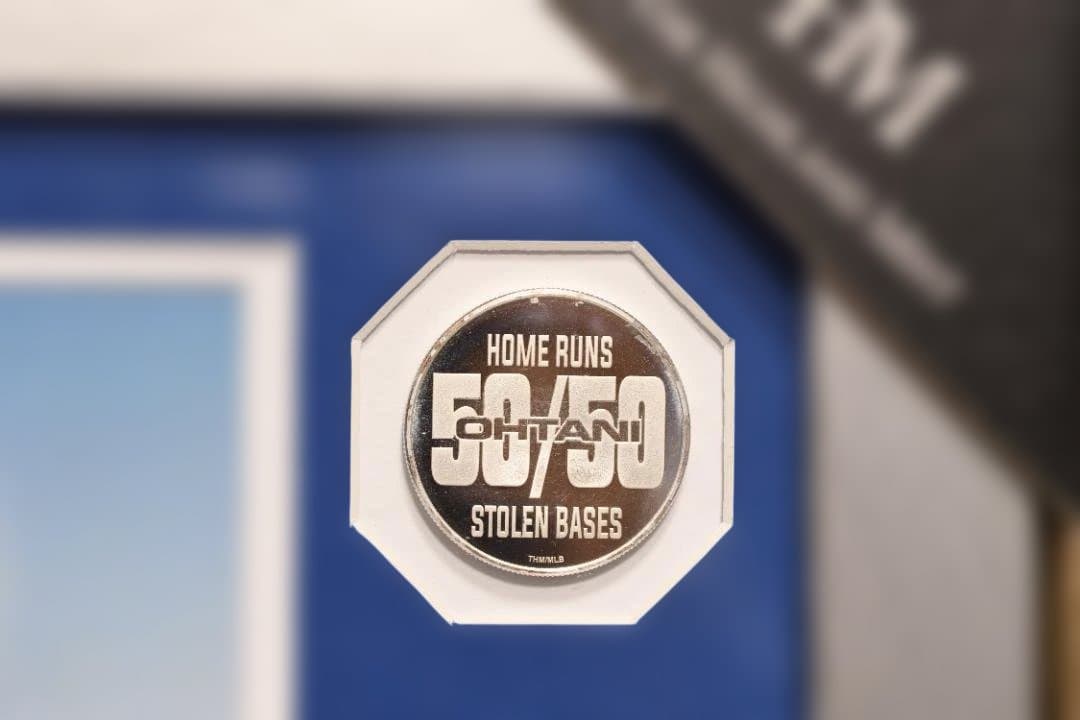 HOME RUNS
50/50
OHTANI
STOLEN BASES
THM/MLB